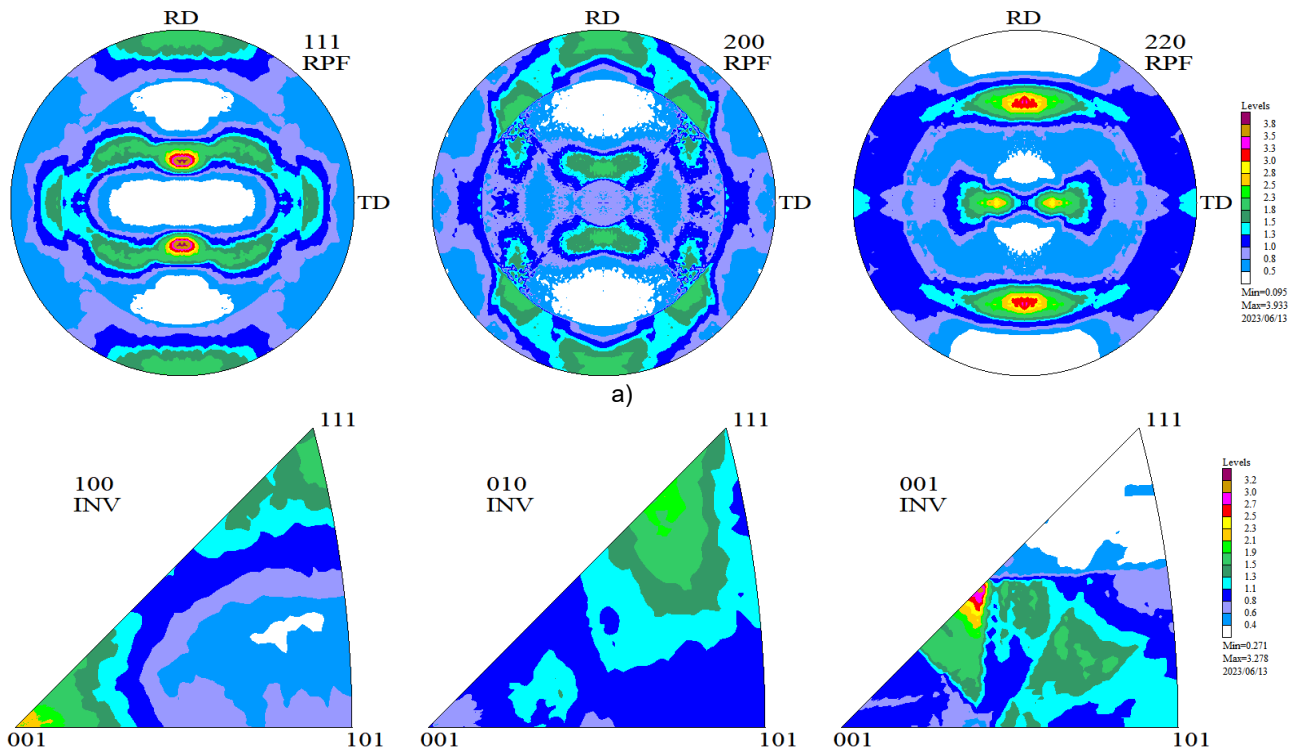 RD
111
RPF
TD
RD
200
RPF
TD
RD
220
RPF
TD
Levels
3.8
3.5
3.3
3.0
2.8
2.5
2.3
1.8
1.5
1.3
1.0
0.8
0.5
Min=0.095
Max=3.933
2023/06/13
a)
111
100
INV
001
101
111
010
INV
001
101
111
001
INV
001
101
Levels
3.2
3.0
2.7
2.5
2.3
2.1
1.9
1.5
1.3
1.1
0.8
0.6
0.4
Min=0.271
Max=3.278
2023/06/13